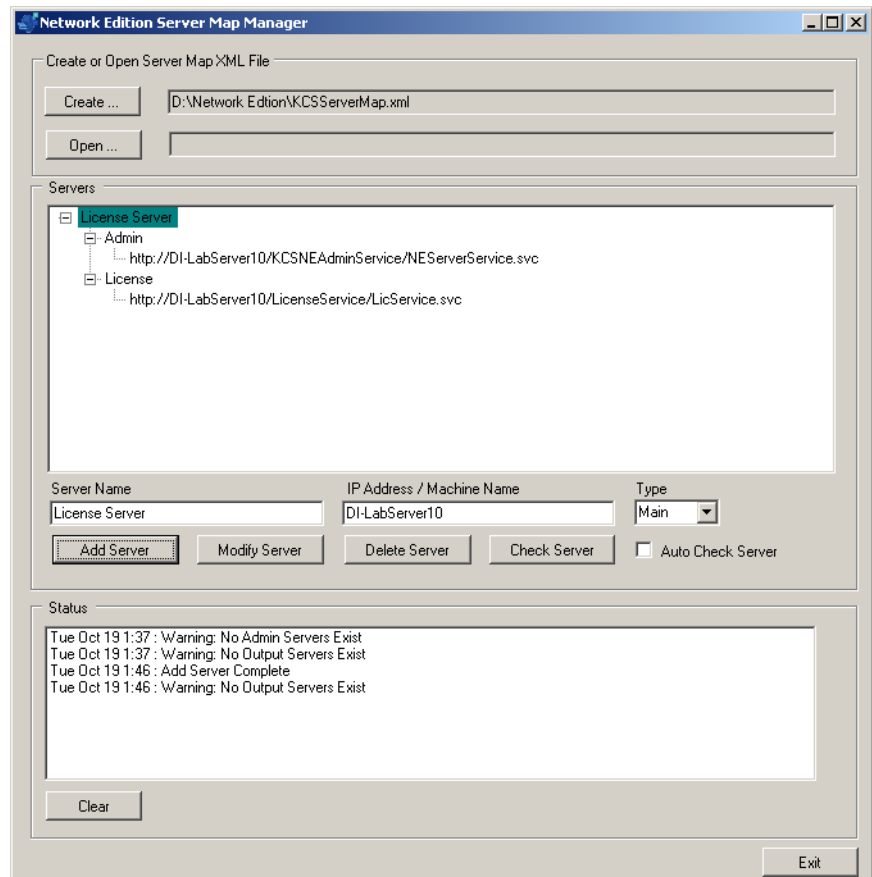 Network Edition Server Map Manager
Create or Open Server Map XML File
Create ...
D:\Network Edtion\KCSServerMap.xml
Open ...
Servers
License Server
Admin
http://DI-LabServer10/KCSNEAdminService/NEServerService.svc
License
http://DI-LabServer10/LicenseService/LicService.svc
Server Name IP Address / Machine Name Type
License Server DI-LabServer10 Main
Add Server Modify Server Delete Server Check Server Auto Check Server
Status
Tue Oct 19 1:37 : Warning: No Admin Servers Exist
Tue Oct 19 1:37 : Warning: No Output Servers Exist
Tue Oct 19 1:46 : Add Server Complete
Tue Oct 19 1:46 : Warning: No Output Servers Exist
Clear
Exit